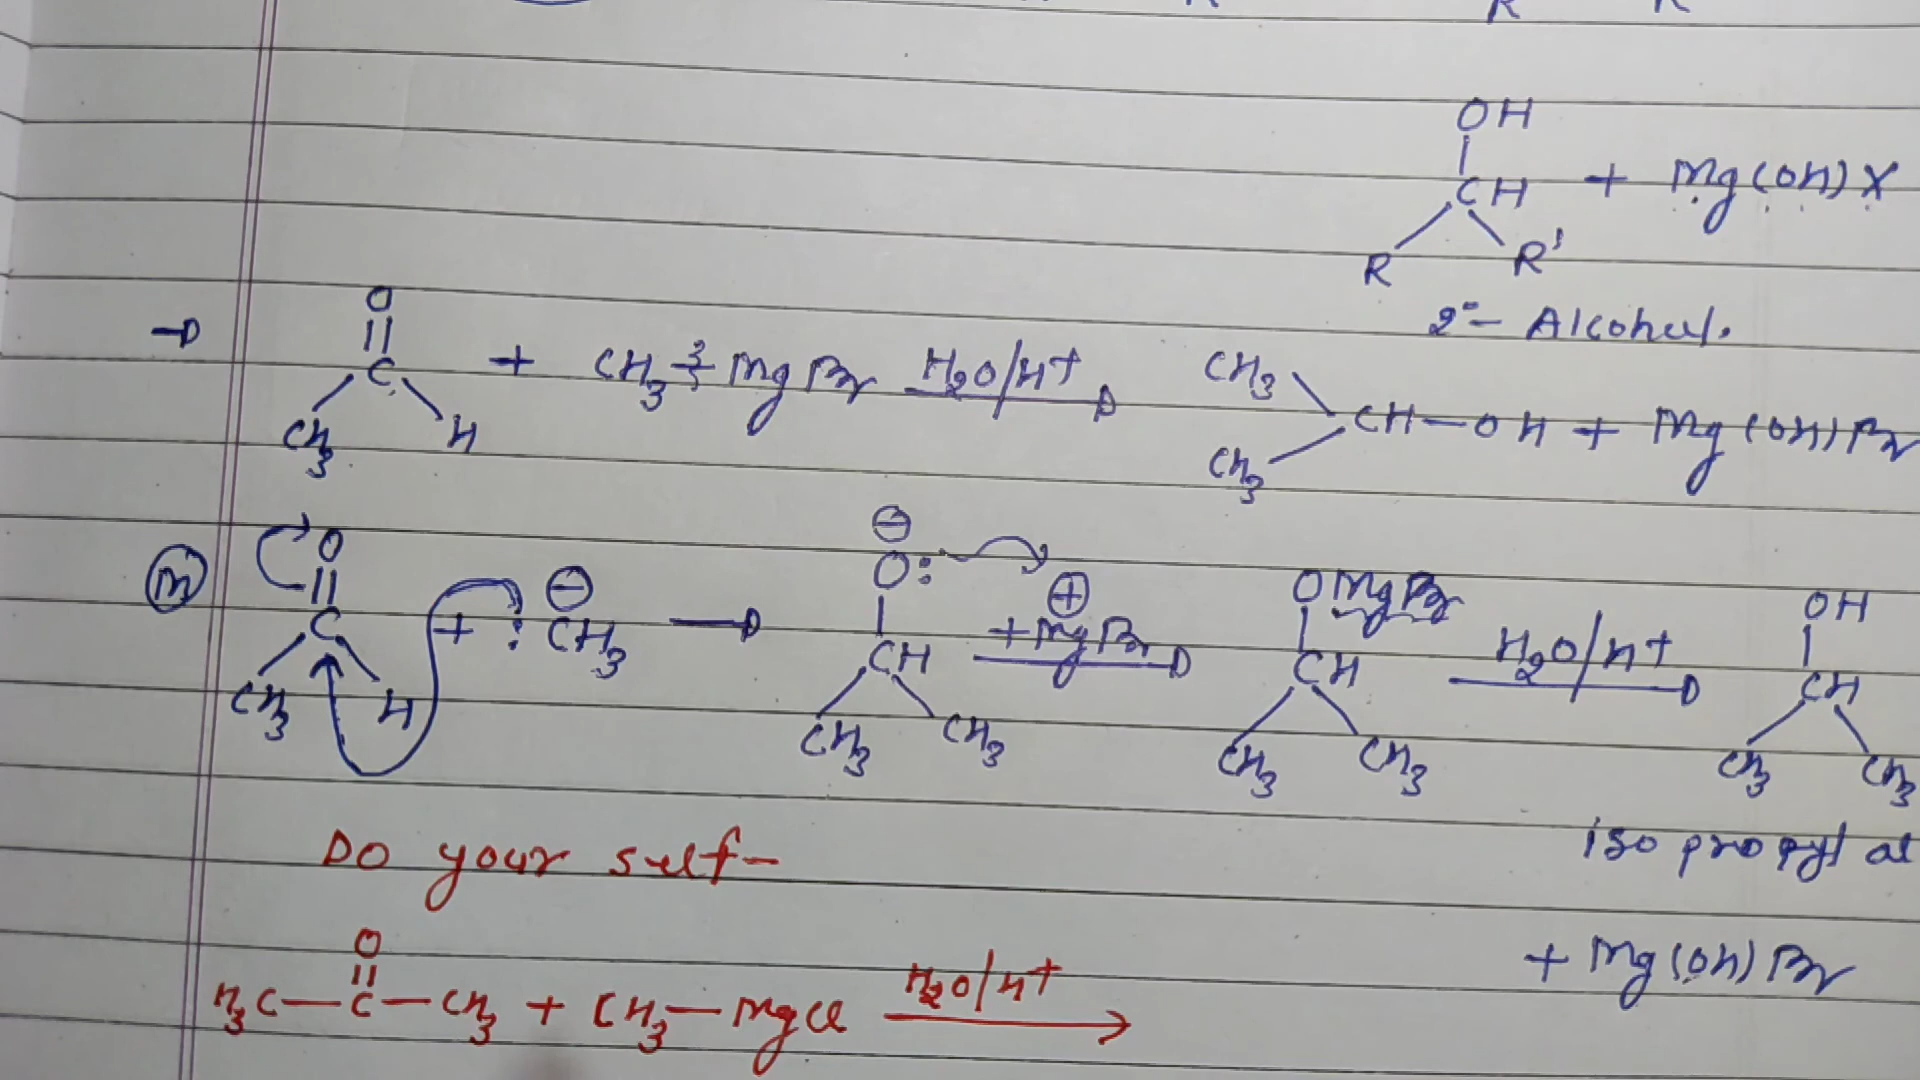 R R R
OH
CH + Mg(OH)X
R R'
2°- Alcohol.
O
C + CH3 - MgBr H2O/H+ CH3 CH-OH + Mg(OH)Br
CH3 H CH3
M O + :CH3 ⊖ → ⊖ O: +MgBr ⊕ OMgBr H2O/H+ OH
C CH CH CH
CH3 H CH3 CH3 CH3 CH3 CH3 CH3
iso propyl al
+ Mg(OH)Br
Do your self-
O
H3C-C-CH3 + CH3-MgCl H2O/H+ →